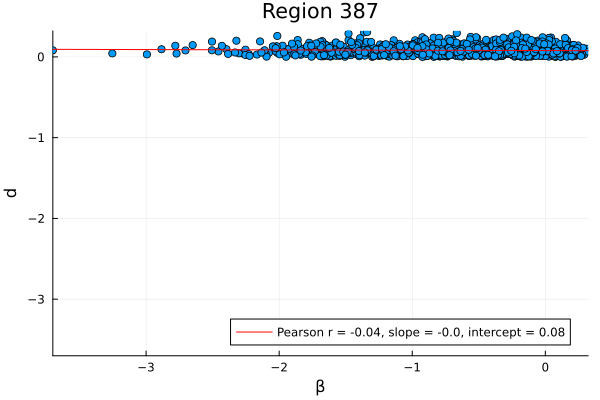 Region 387
0
−1
−2
−3
d
Pearson r = -0.04, slope = -0.0, intercept = 0.08
−3
−2
−1
0
β